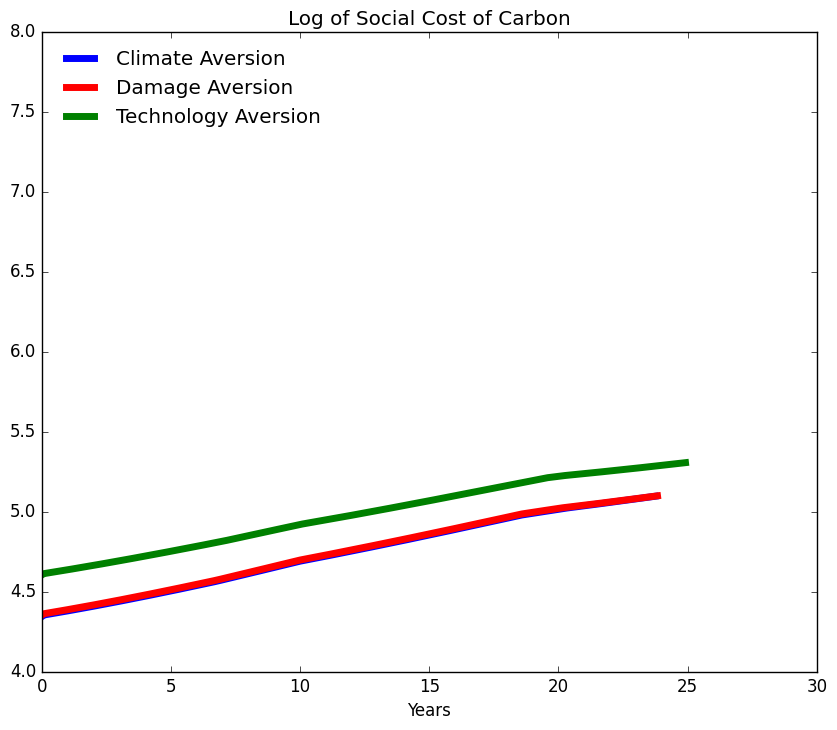 Log of Social Cost of Carbon
8.0
Climate Aversion
Damage Aversion
Technology Aversion
7.5
7.0
6.5
6.0
5.5
5.0
4.5
4.0
0 5 10 15 20 25 30
Years